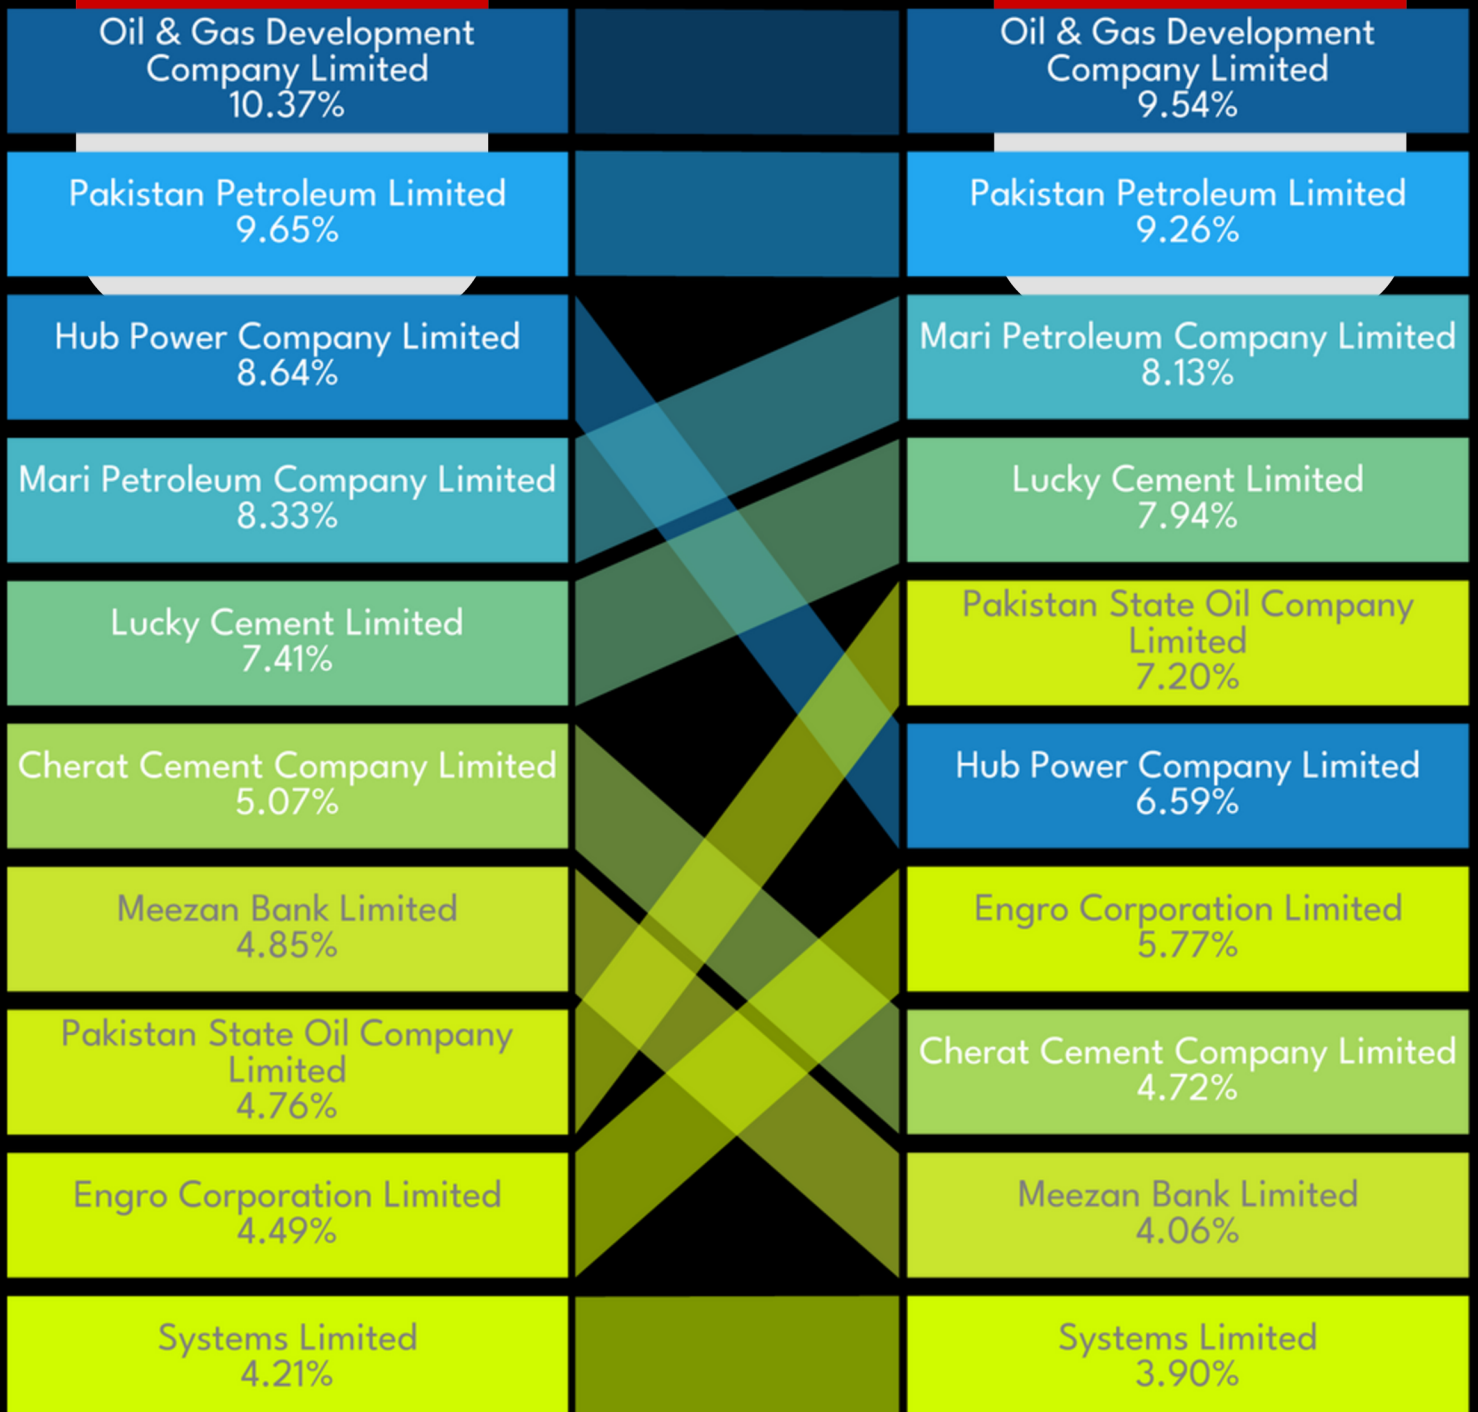 Oil & Gas Development
Company Limited
10.37%
Pakistan Petroleum Limited
9.65%
Hub Power Company Limited
8.64%
Mari Petroleum Company Limited
8.33%
Lucky Cement Limited
7.41%
Cherat Cement Company Limited
5.07%
Meezan Bank Limited
4.85%
Pakistan State Oil Company
Limited
4.76%
Engro Corporation Limited
4.49%
Systems Limited
4.21%
Oil & Gas Development
Company Limited
9.54%
Pakistan Petroleum Limited
9.26%
Mari Petroleum Company Limited
8.13%
Lucky Cement Limited
7.94%
Pakistan State Oil Company
Limited
7.20%
Hub Power Company Limited
6.59%
Engro Corporation Limited
5.77%
Cherat Cement Company Limited
4.72%
Meezan Bank Limited
4.06%
Systems Limited
3.90%